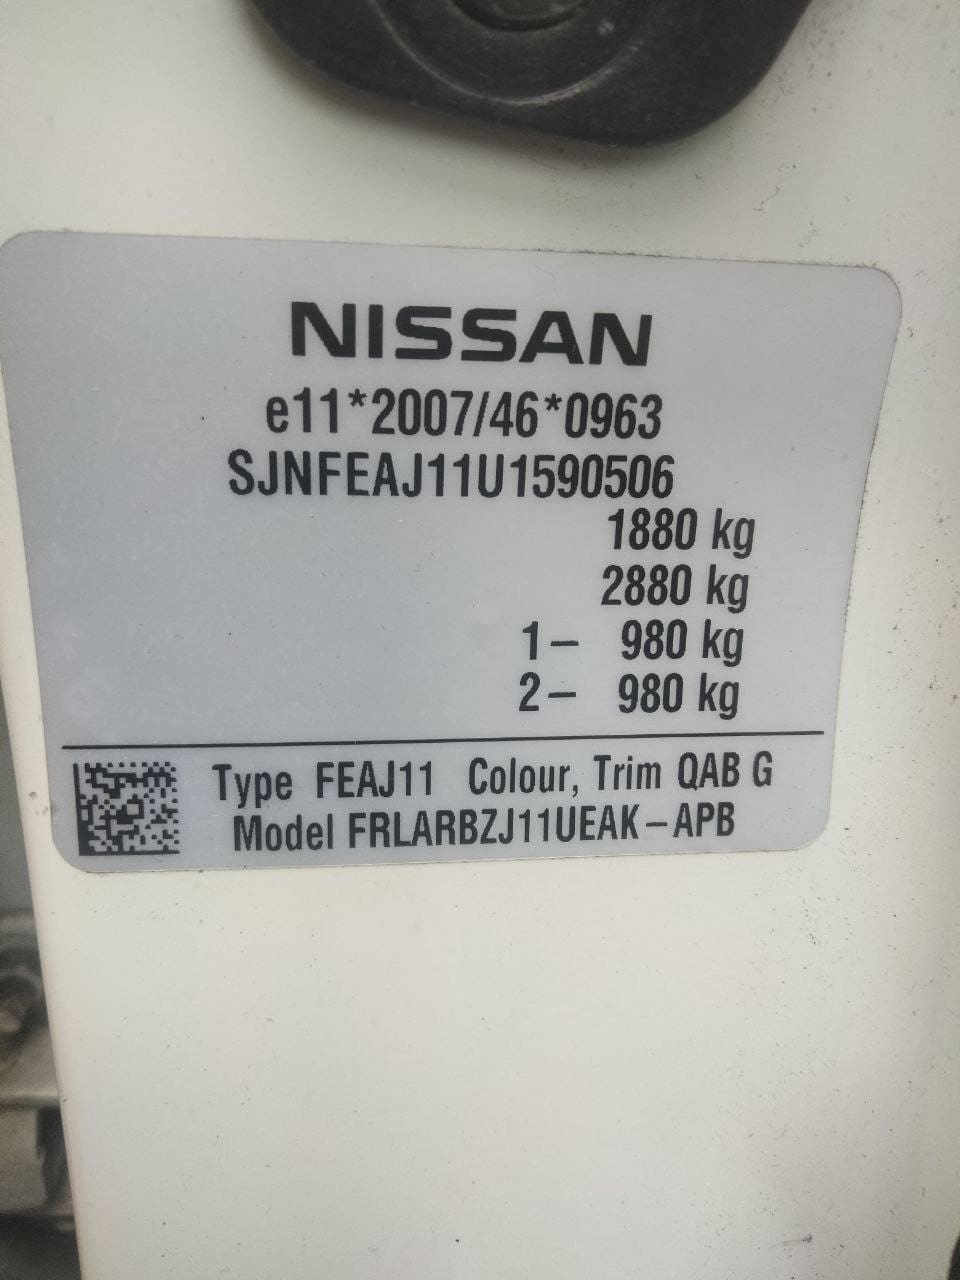 NISSAN
e11*2007/46*0963
SJNFEAJ11U1590506
1880 kg
2880 kg
1- 980 kg
2- 980 kg
Type FEAJ11 Colour, Trim QAB G
Model FRLARBZJ11UEAK-APB